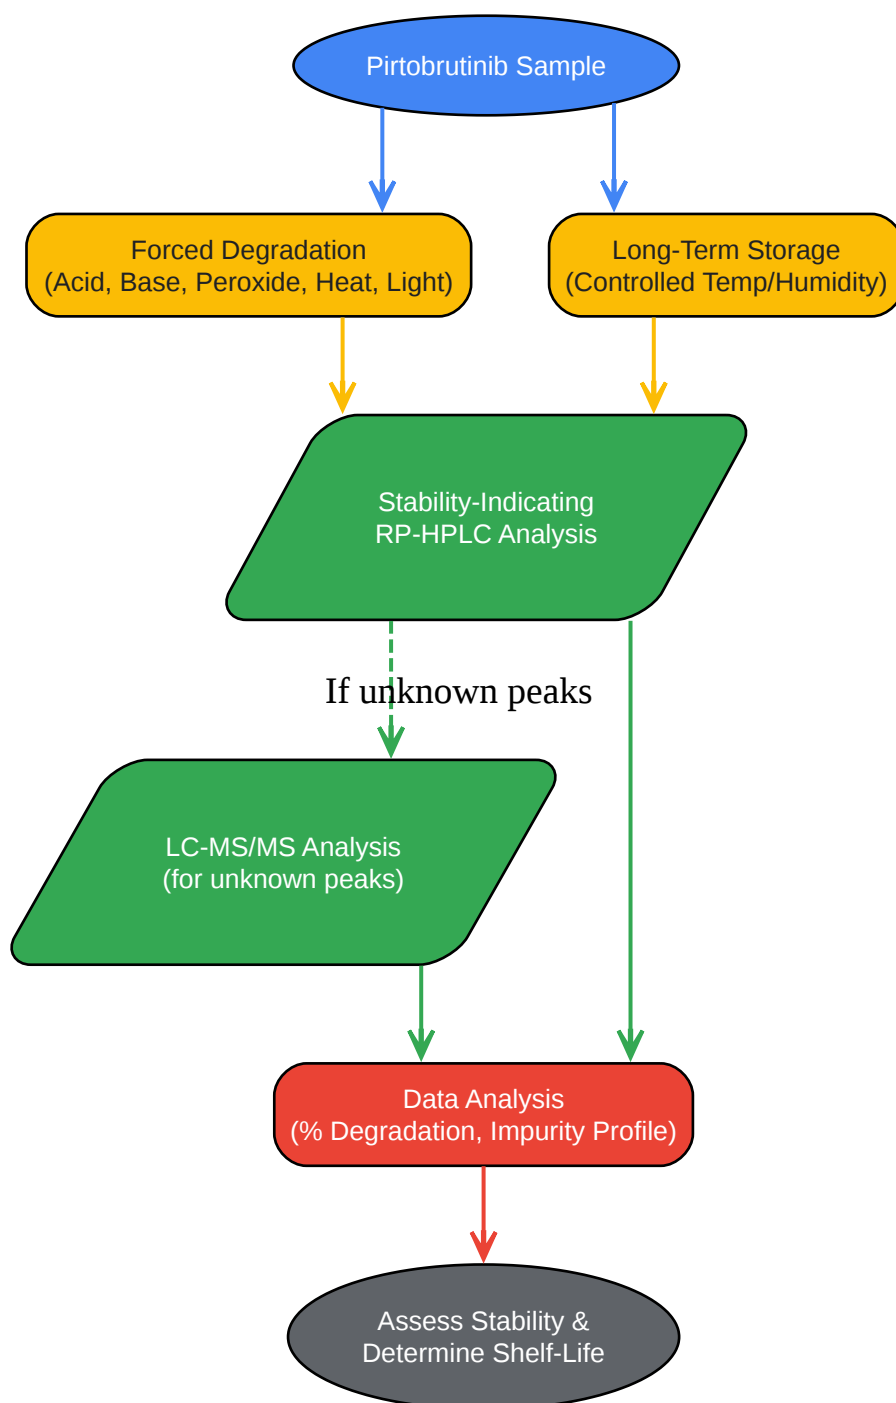 Pirtobrutinib Sample
Forced Degradation
(Acid, Base, Peroxide, Heat, Light)
Long-Term Storage
(Controlled Temp/Humidity)
Stability-Indicating
RP-HPLC Analysis
If unknown peaks
LC-MS/MS Analysis
(for unknown peaks)
Data Analysis
(% Degradation, Impurity Profile)
Assess Stability &
Determine Shelf-Life